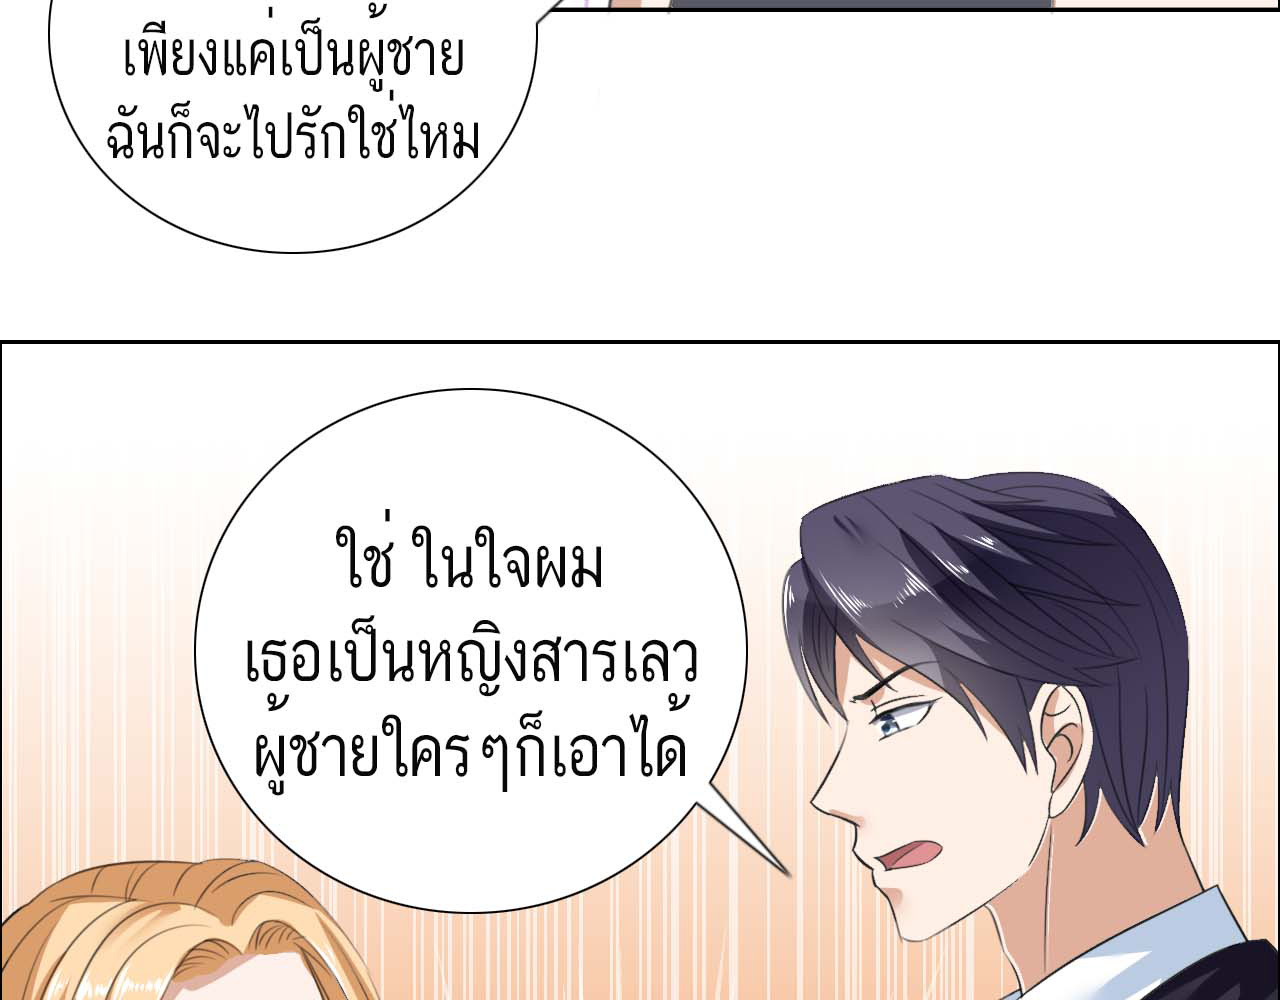 เพียงแค่เป็นผู้ชาย
ฉันก็จะไปรักใช่ไหม
ใช่ ในใจผม
เธอเป็นหญิงสารเลว
ผู้ชายใครๆก็เอาได้